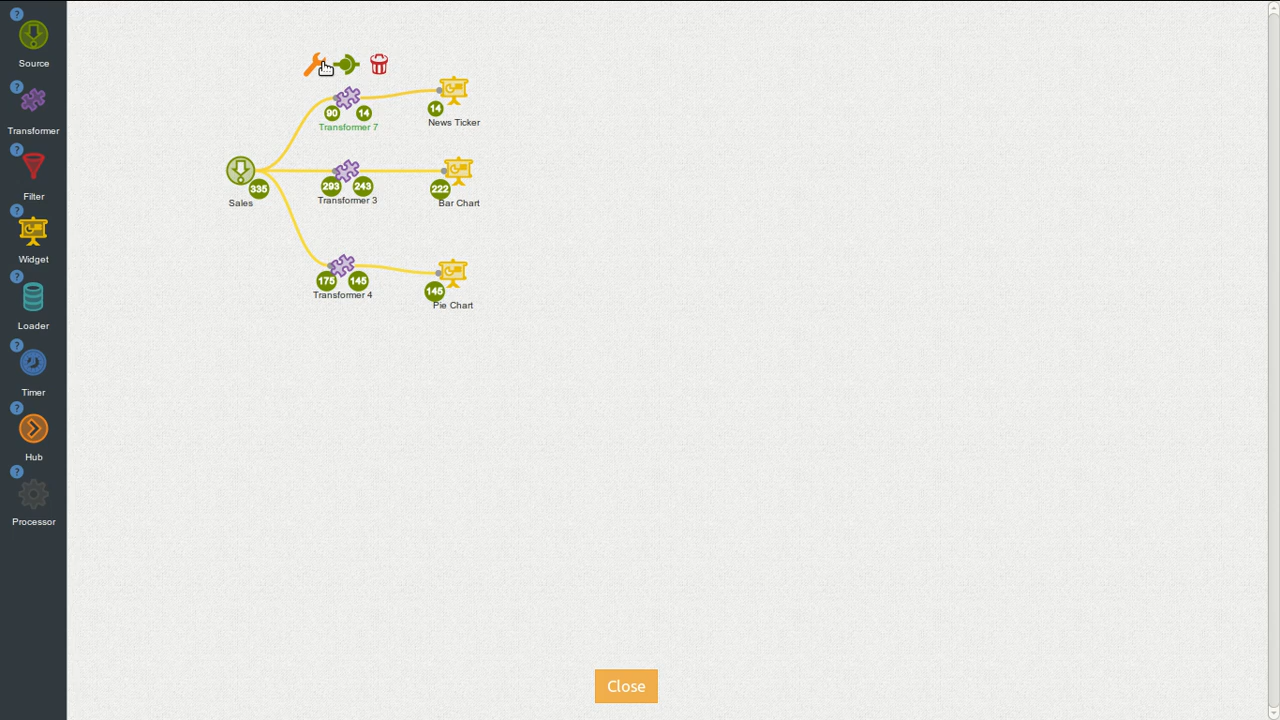 ?
Source
?
Transformer
?
Filter
?
Widget
?
Loader
?
Timer
?
Hub
?
Processor
90 14
Transformer 7
14
News Ticker
335
Sales
293 243
Transformer 3
222
Bar Chart
175 145
Transformer 4
145
Pie Chart
Close